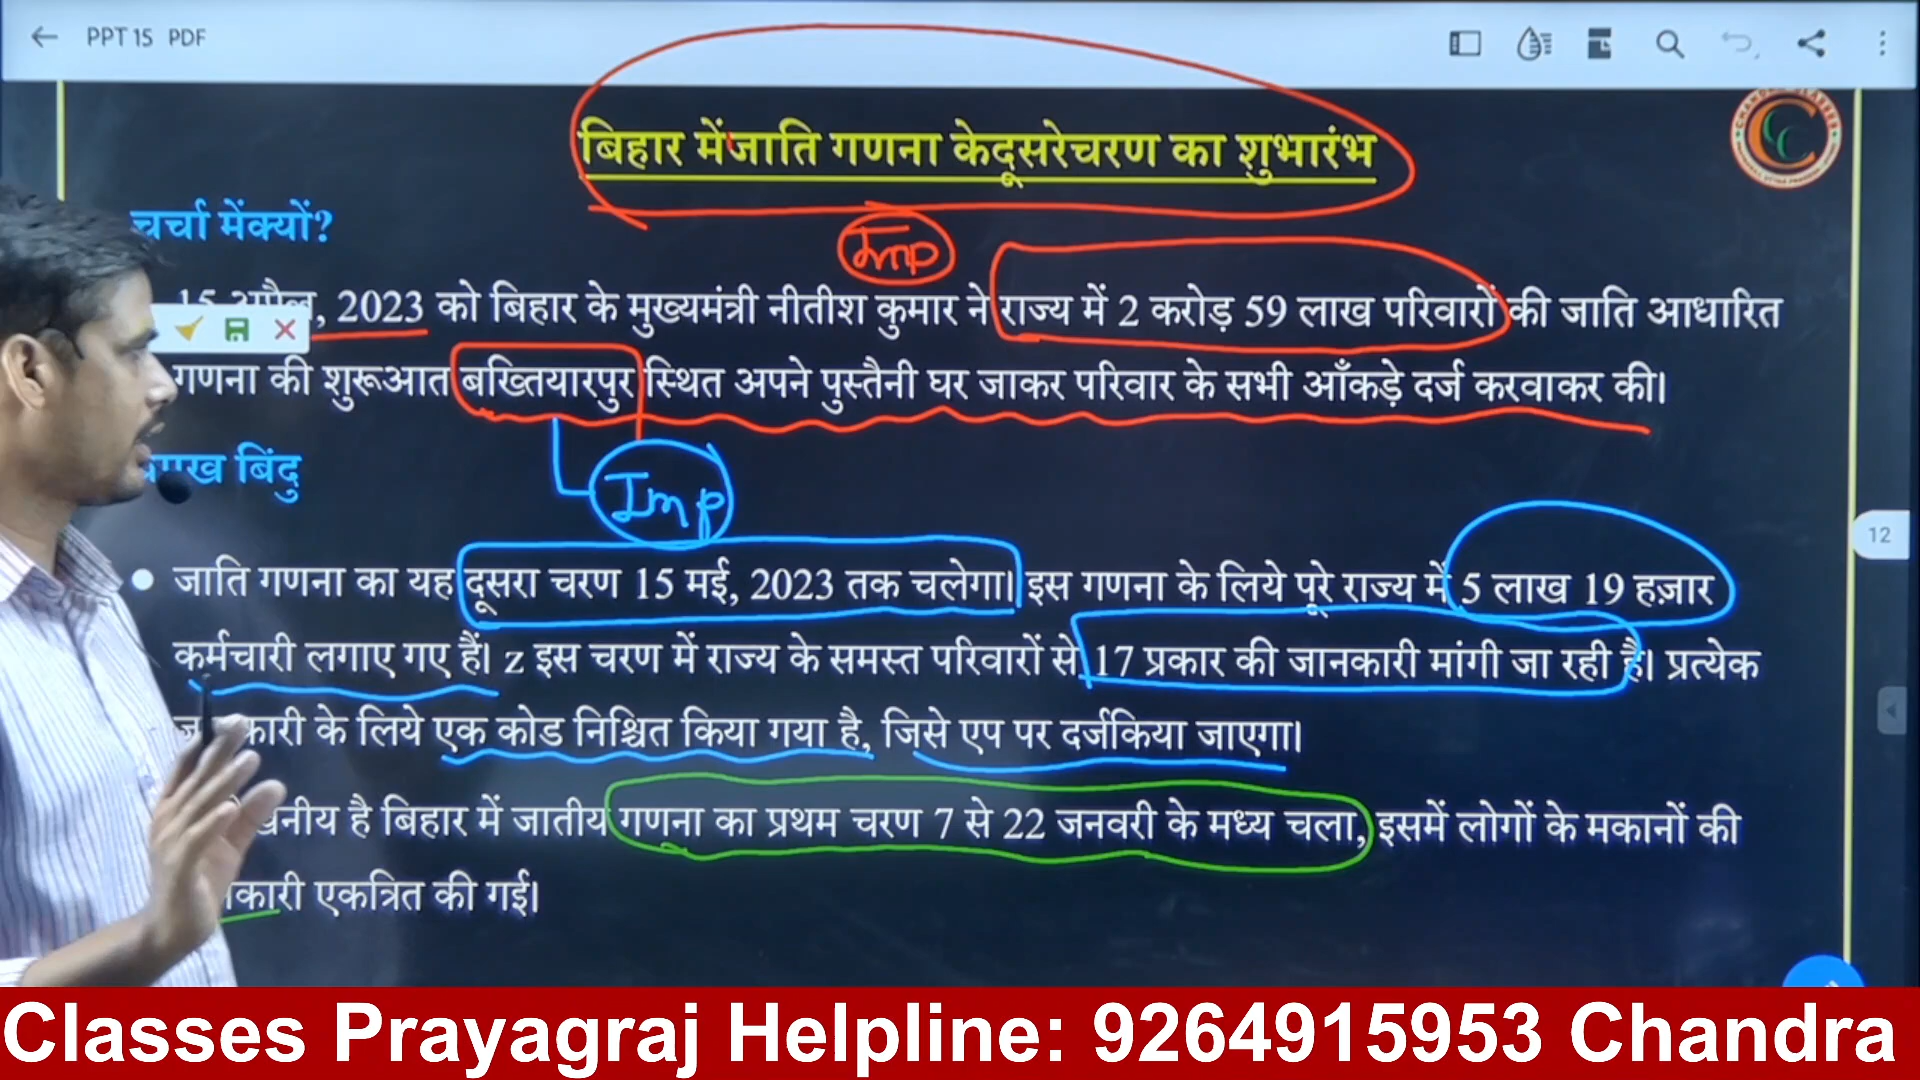 PPT 15 PDF
बिहार मेंजाति गणना केदूसरेचरण का शुभारंभ
चर्चा मेंक्यों?
Imp
15 अप्रैल, 2023 को बिहार के मुख्यमंत्री नीतीश कुमार ने राज्य में 2 करोड़ 59 लाख परिवारों की जाति आधारित
गणना की शुरूआत बख्तियारपुर स्थित अपने पुस्तैनी घर जाकर परिवार के सभी आँकड़े दर्ज करवाकर की।
बिंदु
Imp
12
जाति गणना का यह दूसरा चरण 15 मई, 2023 तक चलेगा। इस गणना के लिये पूरे राज्य में 5 लाख 19 हज़ार
कर्मचारी लगाए गए हैं। z इस चरण में राज्य के समस्त परिवारों से 17 प्रकार की जानकारी मांगी जा रही है। प्रत्येक
के लिये एक कोड निश्चित किया गया है, जिसे एप पर दर्जकिया जाएगा।
है बिहार में जातीय गणना का प्रथम चरण 7 से 22 जनवरी के मध्य चला, इसमें लोगों के मकानों की
एकत्रित की गई।
Classes Prayagraj Helpline: 9264915953 Chandra